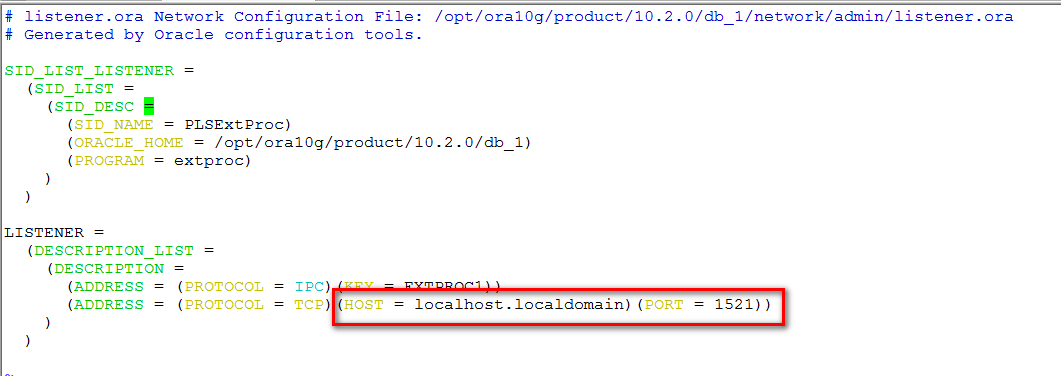 # listener.ora Network Configuration File: /opt/ora10g/product/10.2.0/db_1/network/admin/listener.ora
# Generated by Oracle configuration tools.
SID_LIST_LISTENER =
(SID_LIST =
(SID_DESC =
(SID_NAME = PLSExtProc)
(ORACLE_HOME = /opt/ora10g/product/10.2.0/db_1)
(PROGRAM = extproc)
)
)
LISTENER =
(DESCRIPTION_LIST =
(DESCRIPTION =
(ADDRESS = (PROTOCOL = IPC)(KEY = EXTPROC1))
(ADDRESS = (PROTOCOL = TCP)(HOST = localhost.localdomain)(PORT = 1521))
)
)